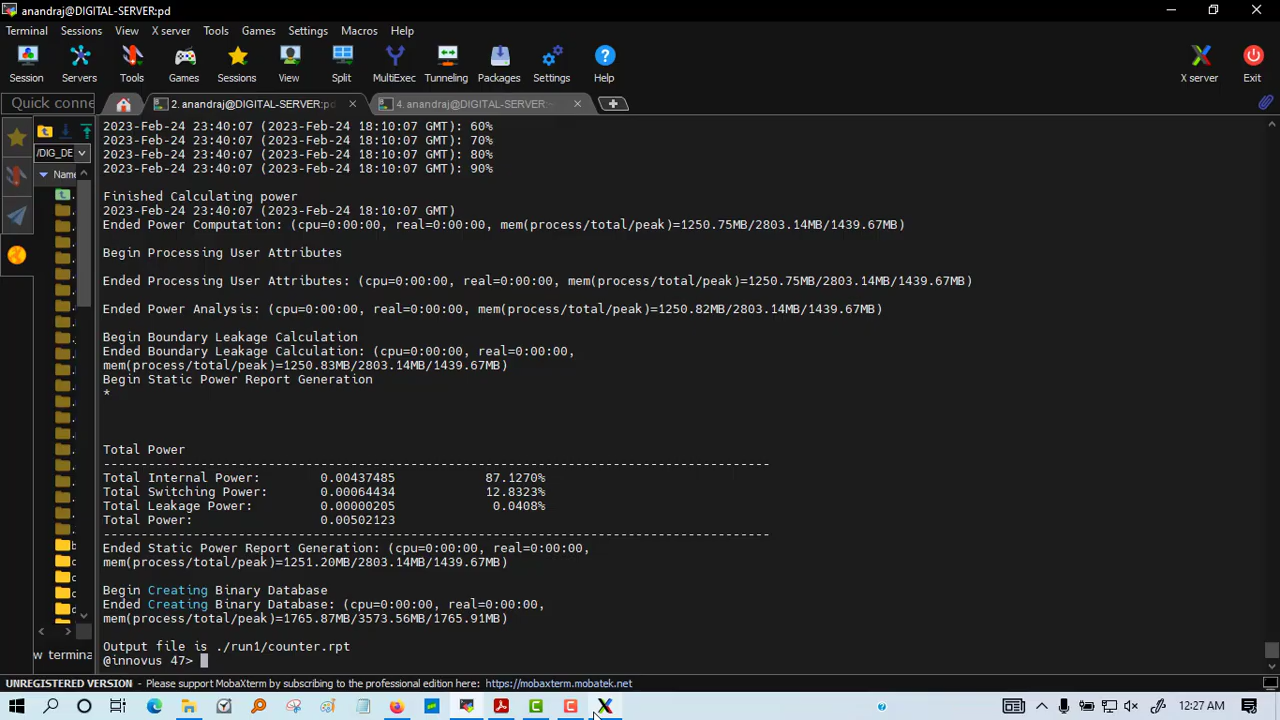 anandraj@DIGITAL-SERVER:pd
Terminal Sessions View X server Tools Games Settings Macros Help
Session Servers Tools Games Sessions View Split MultiExec Tunneling Packages Settings Help X server Exit
Quick conne 2. anandraj@DIGITAL-SERVER:pd 4. anandraj@DIGITAL-SERVER:~
/DIG_DE
Name
2023-Feb-24 23:40:07 (2023-Feb-24 18:10:07 GMT): 60%
2023-Feb-24 23:40:07 (2023-Feb-24 18:10:07 GMT): 70%
2023-Feb-24 23:40:07 (2023-Feb-24 18:10:07 GMT): 80%
2023-Feb-24 23:40:07 (2023-Feb-24 18:10:07 GMT): 90%
Finished Calculating power
2023-Feb-24 23:40:07 (2023-Feb-24 18:10:07 GMT)
Ended Power Computation: (cpu=0:00:00, real=0:00:00, mem(process/total/peak)=1250.75MB/2803.14MB/1439.67MB)
Begin Processing User Attributes
Ended Processing User Attributes: (cpu=0:00:00, real=0:00:00, mem(process/total/peak)=1250.75MB/2803.14MB/1439.67MB)
Ended Power Analysis: (cpu=0:00:00, real=0:00:00, mem(process/total/peak)=1250.82MB/2803.14MB/1439.67MB)
Begin Boundary Leakage Calculation
Ended Boundary Leakage Calculation: (cpu=0:00:00, real=0:00:00,
mem(process/total/peak)=1250.83MB/2803.14MB/1439.67MB)
Begin Static Power Report Generation
*
Total Power
-----------------------------------------------------------------------------------------
Total Internal Power: 0.00437485 87.1270%
Total Switching Power: 0.00064434 12.8323%
Total Leakage Power: 0.00000205 0.0408%
Total Power: 0.00502123
-----------------------------------------------------------------------------------------
Ended Static Power Report Generation: (cpu=0:00:00, real=0:00:00,
mem(process/total/peak)=1251.20MB/2803.14MB/1439.67MB)
Begin Creating Binary Database
Ended Creating Binary Database: (cpu=0:00:00, real=0:00:00,
mem(process/total/peak)=1765.87MB/3573.56MB/1765.91MB)
Output file is ./run1/counter.rpt
w termina
@innovus 47>
UNREGISTERED VERSION - Please support MobaXterm by subscribing to the professional edition here: https://mobaxterm.mobatek.net
12:27 AM